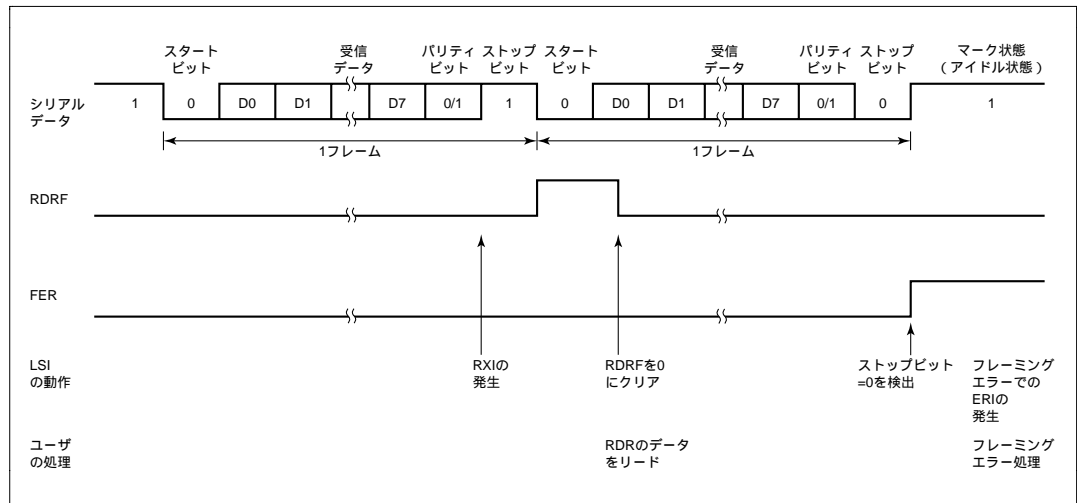 スタート
ビット
受信
データ
パリティ
ビット
ストップ
ビット
スタート
ビット
受信
データ
パリティ
ビット
ストップ
ビット
マーク状態
(アイドル状態)
シリアル
データ
1 0 D0 D1 D7 0/1 1 0 D0 D1 D7 0/1 0 1
1フレーム 1フレーム
RDRF
FER
LSI
の動作
RXIの
発生
RDRFを0
にクリア
ストップビット
=0を検出
フレーミング
エラーでの
ERIの
発生
ユーザ
の処理
RDRのデータ
をリード
フレーミング
エラー処理